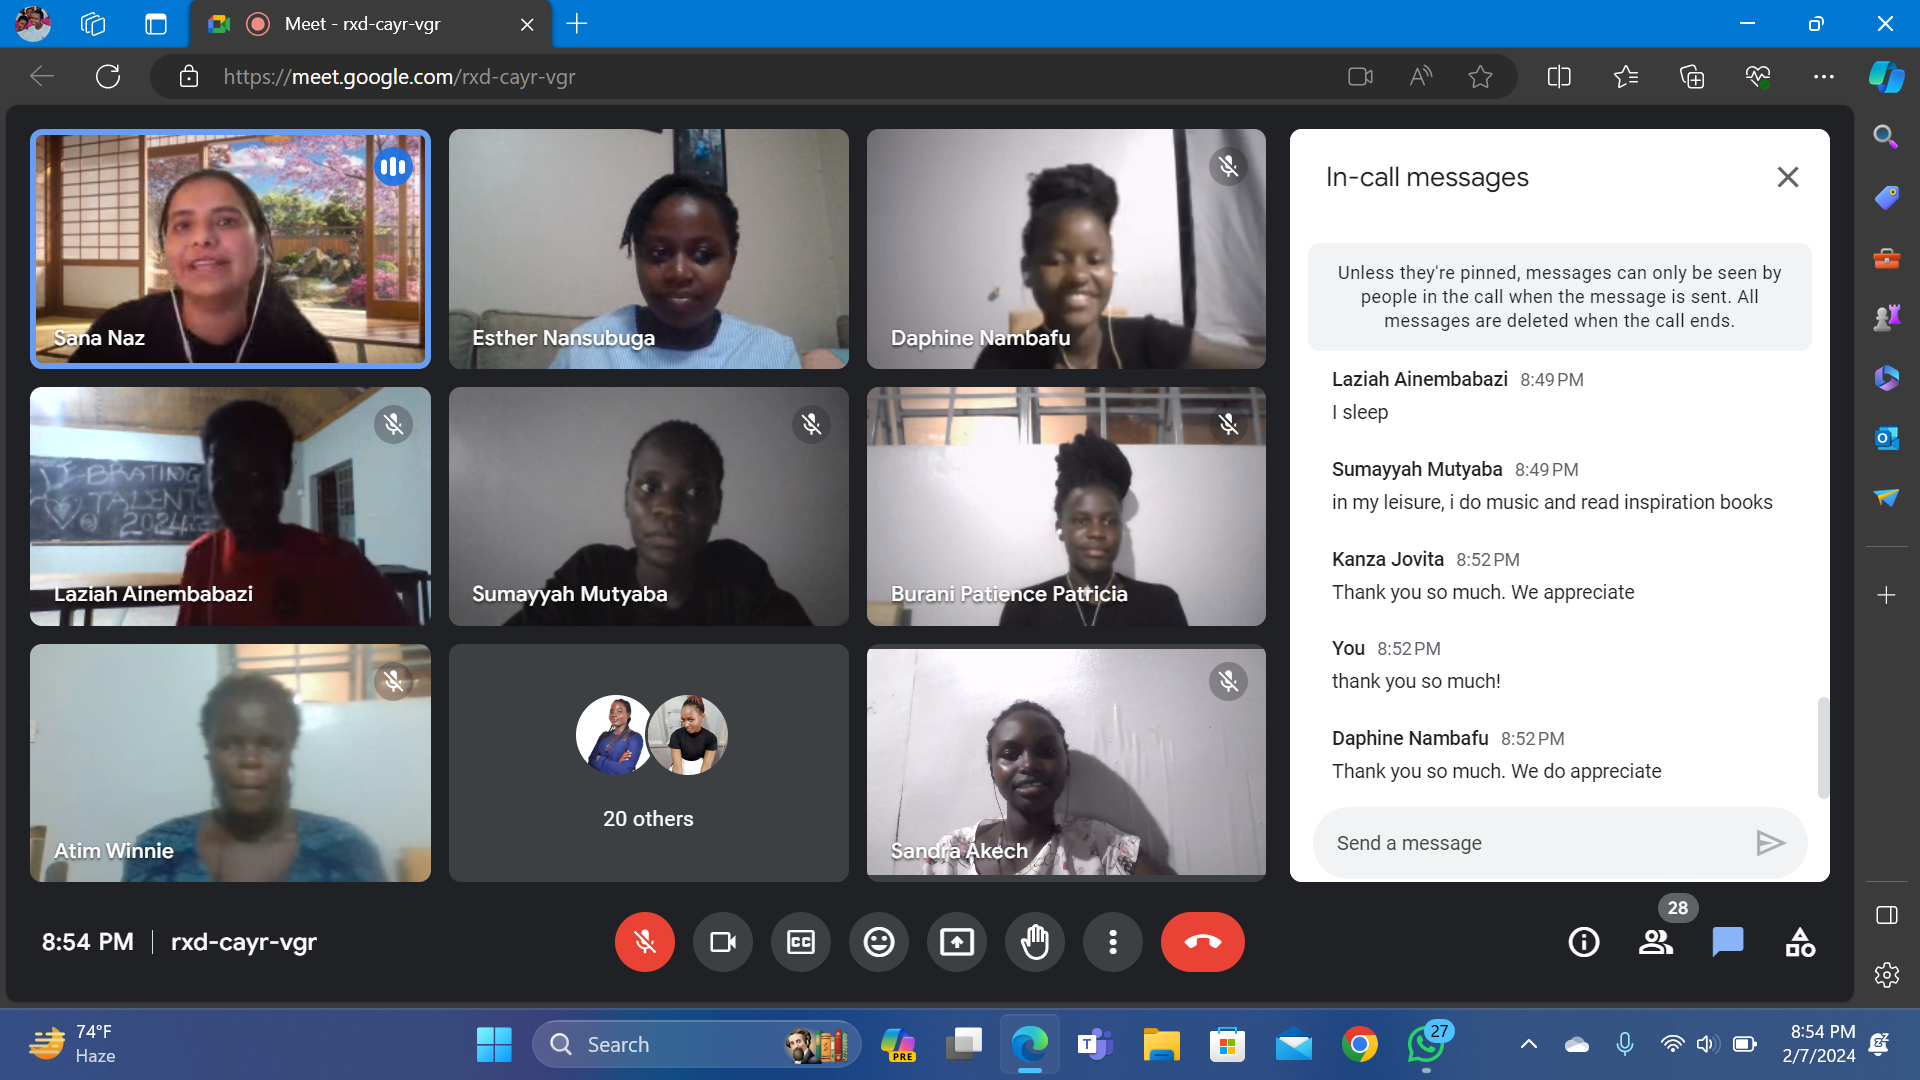 Meet - rxd-cayr-vgr
https://meet.google.com/rxd-cayr-vgr
Sana Naz
Esther Nansubuga
Daphine Nambafu
BRATING
TALENT
2024
Laziah Ainembabazi
Sumayyah Mutyaba
Burani Patience Patricia
Atim Winnie
20 others
Sandra Akech
In-call messages
Unless they're pinned, messages can only be seen by
people in the call when the message is sent. All
messages are deleted when the call ends.
Laziah Ainembabazi 8:49 PM
I sleep
Sumayyah Mutyaba 8:49 PM
in my leisure, i do music and read inspiration books
Kanza Jovita 8:52 PM
Thank you so much. We appreciate
You 8:52 PM
thank you so much!
Daphine Nambafu 8:52 PM
Thank you so much. We do appreciate
Send a message
8:54 PM | rxd-cayr-vgr
CC
28
74°F
Haze
Search
PRE
27
8:54 PM
2/7/2024